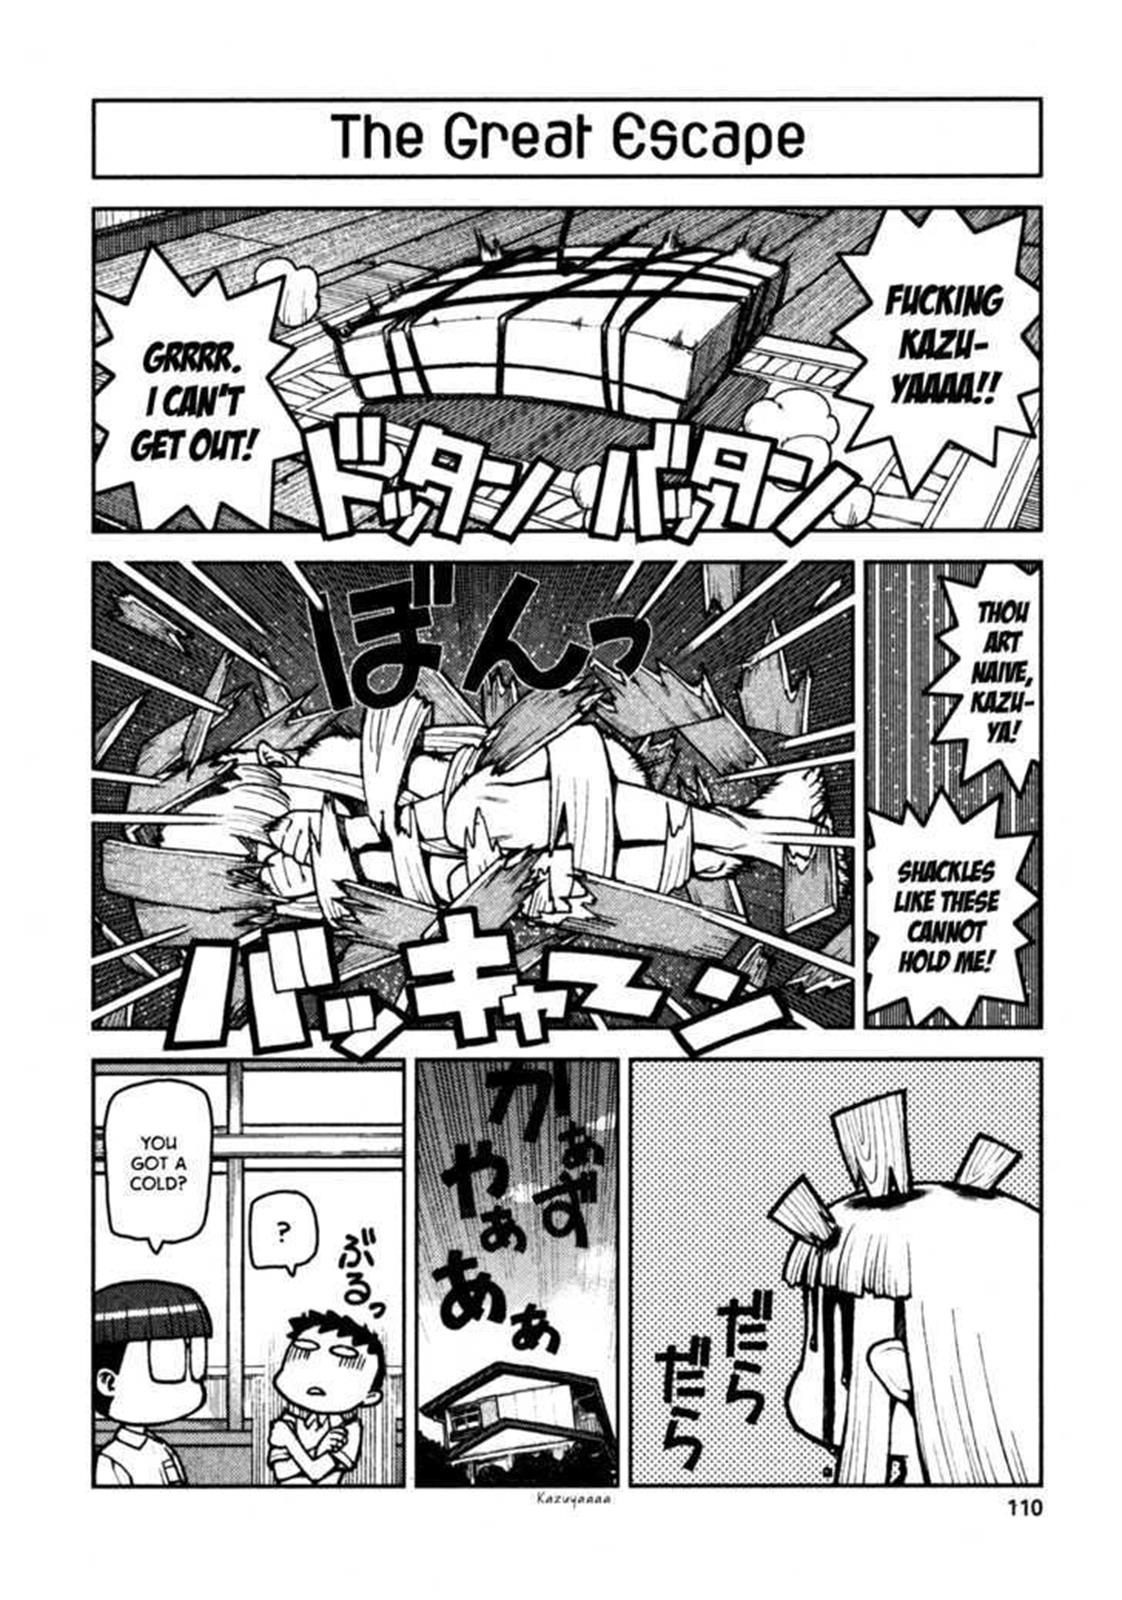 The Great Escape
FUCKING
KAZU-
YAAAA!!
GRRRR.
I CAN'T
GET OUT!
ドッタン バッタン
THOU
ART
NAIVE,
KAZU-
YA!
SHACKLES
LIKE THESE
CANNOT
HOLD ME!
ぼんっ
バッキャーン
だら
だら
かぁず
やぁぁ
あぁ
Kazuyaaaa
ぶるっ
?
YOU
GOT A
COLD?
110